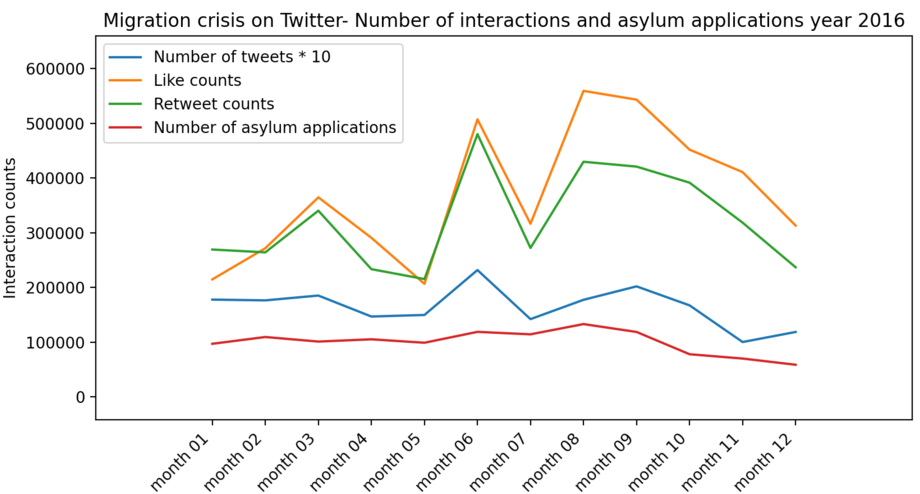 Migration crisis on Twitter- Number of interactions and asylum applications year 2016
Number of tweets * 10
Like counts
Retweet counts
Number of asylum applications
Interaction counts
600000
500000
400000
300000
200000
100000
0
month 01
month 02
month 03
month 04
month 05
month 06
month 07
month 08
month 09
month 10
month 11
month 12